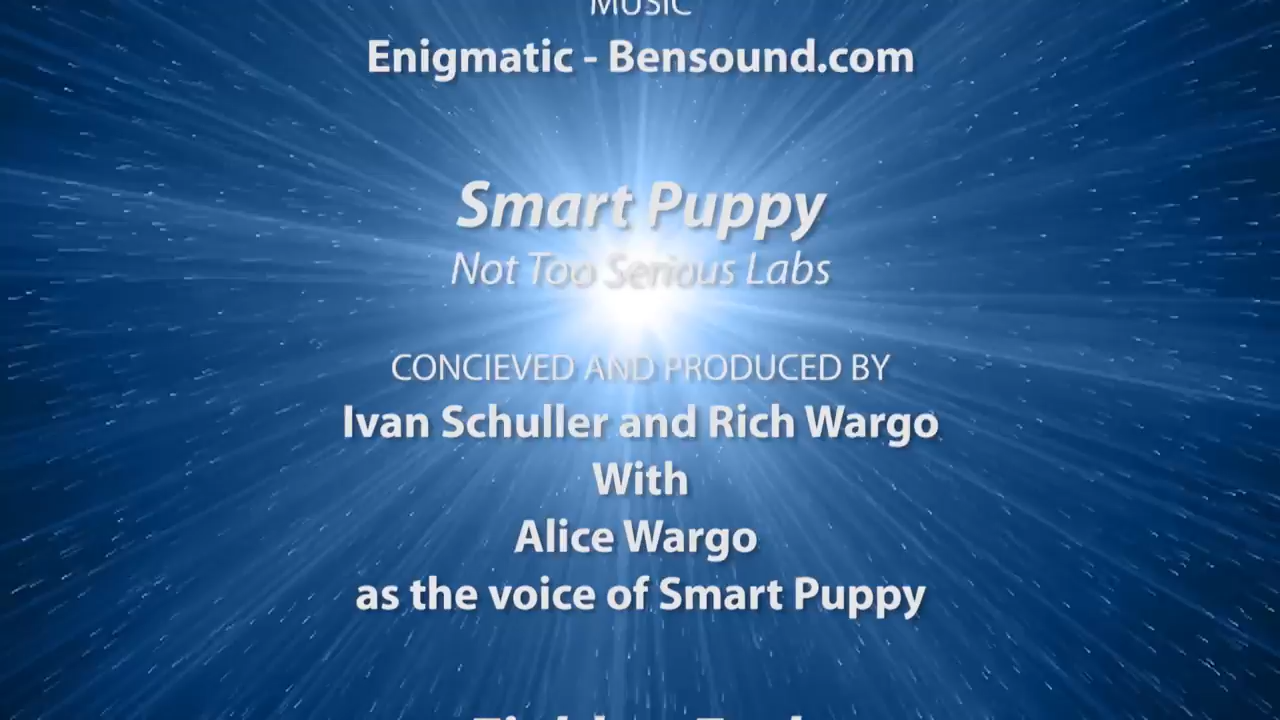 MUSIC
Enigmatic - Bensound.com
Smart Puppy
Not Too Serious Labs
CONCIEVED AND PRODUCED BY
Ivan Schuller and Rich Wargo
With
Alice Wargo
as the voice of Smart Puppy